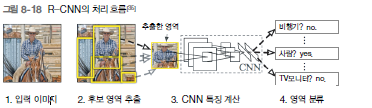 그림 8-18 R-CNN의 처리 흐름[35]
추출한 영역
비행기? no.
사람? yes.
TV모니터? no.
CNN
1. 입력 이미지 2. 후보 영역 추출 3. CNN 특징 계산 4. 영역 분류